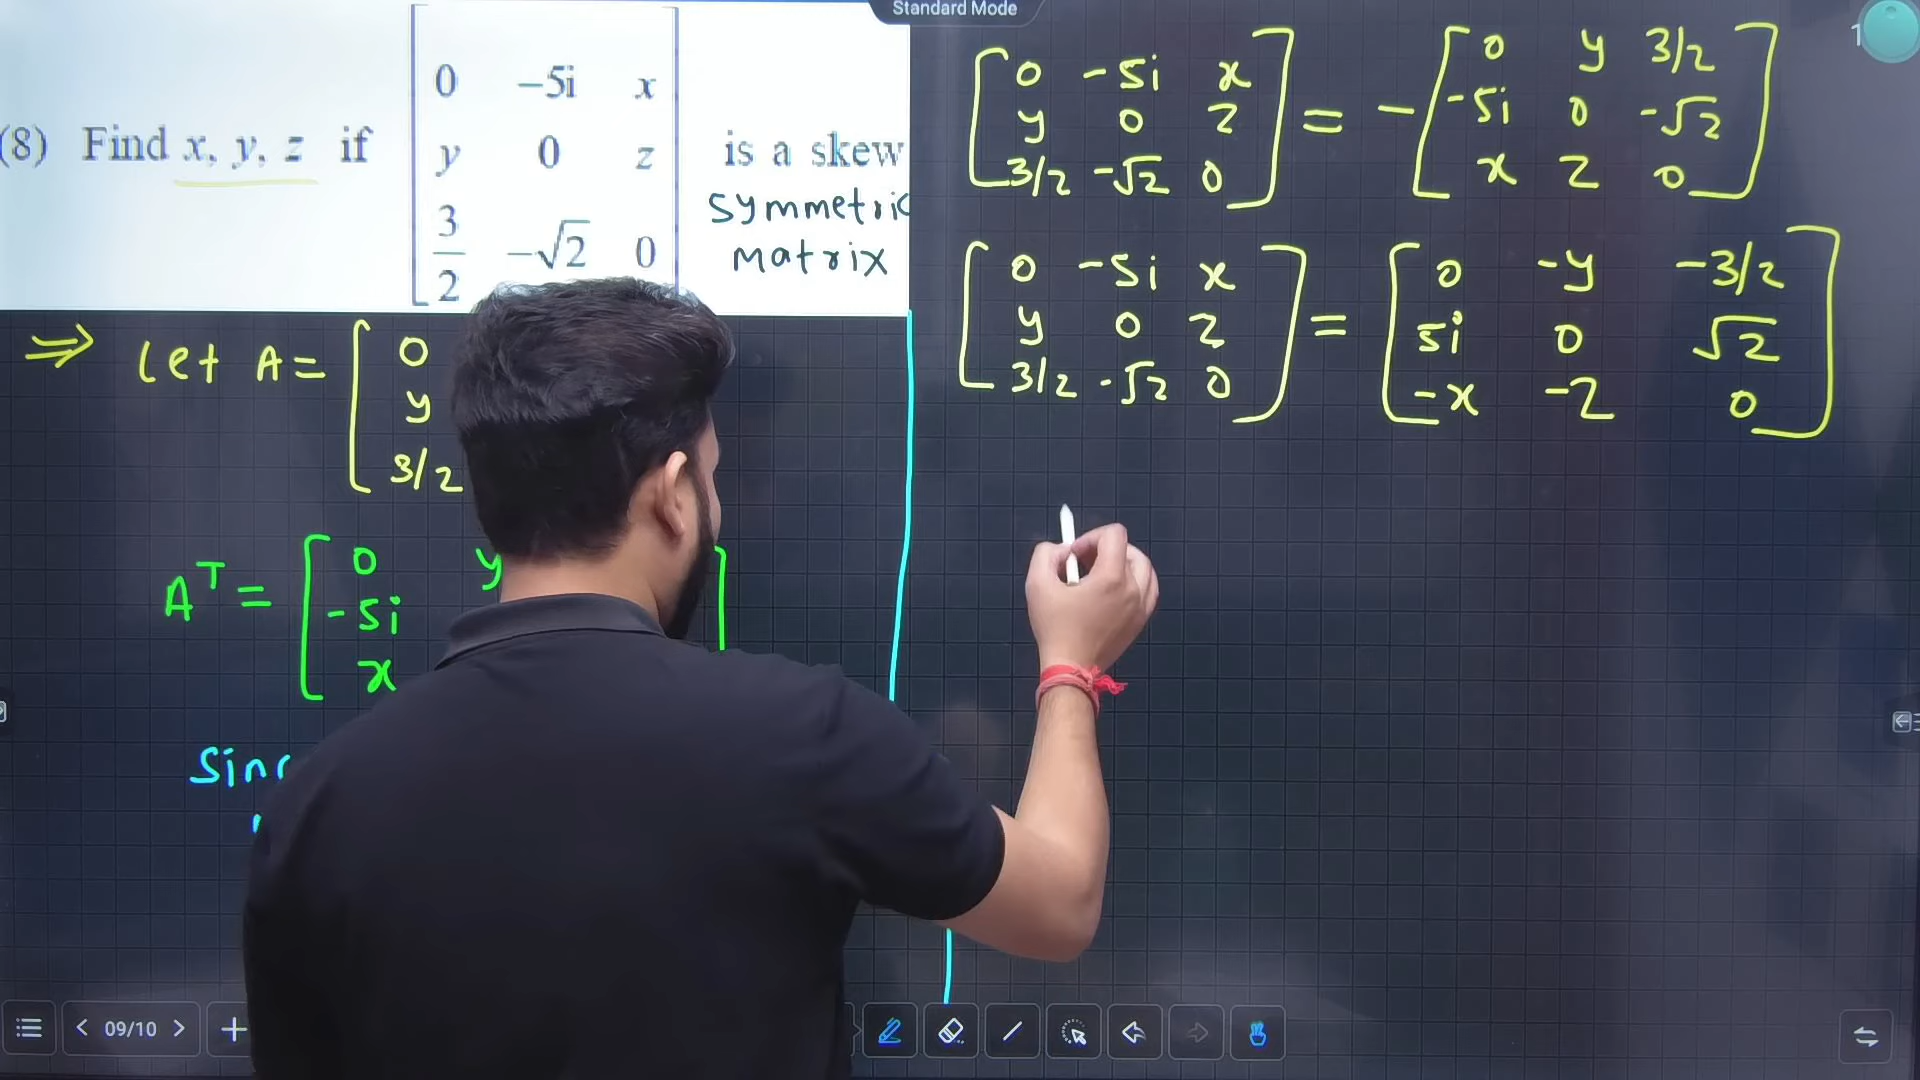 Standard Mode
(8) Find x, y, z if
0 −5i x
y 0 z
3/2 −√2 0
is a skew
symmetric
matrix
⇒ Let A = [ 0
y
3/2
Aᵀ = [ 0 y
-5i
x
[ 0 -5i x ] = - [ 0 y 3/2 ]
[ y 0 z ] [ -5i 0 -√2 ]
[ 3/2 -√2 0 ] [ x z 0 ]
[ 0 -5i x ] = [ 0 -y -3/2 ]
[ y 0 z ] [ 5i 0 √2 ]
[ 3/2 -√2 0 ] [ -x -z 0 ]
09/10